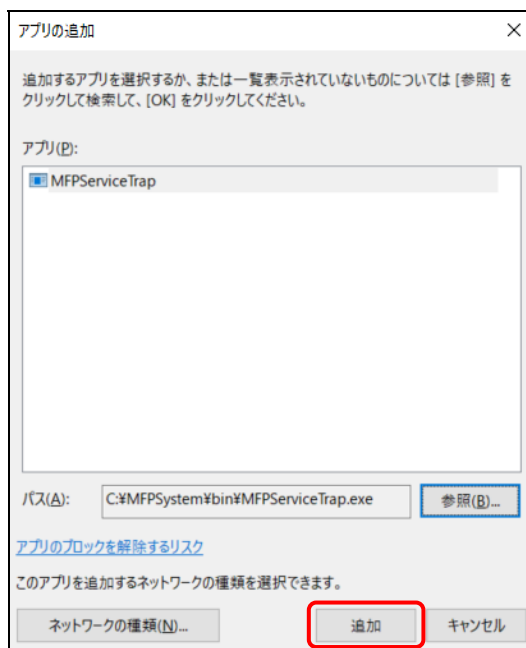 アプリの追加
追加するアプリを選択するか、または一覧表示されていないものについては [参照] を
クリックして検索して、[OK] をクリックしてください。
アプリ(P):
MFPServiceTrap
パス(A):
C:¥MFPSystem¥bin¥MFPServiceTrap.exe
参照(B)...
アプリのブロックを解除するリスク
このアプリを追加するネットワークの種類を選択できます。
ネットワークの種類(N)...
追加
キャンセル